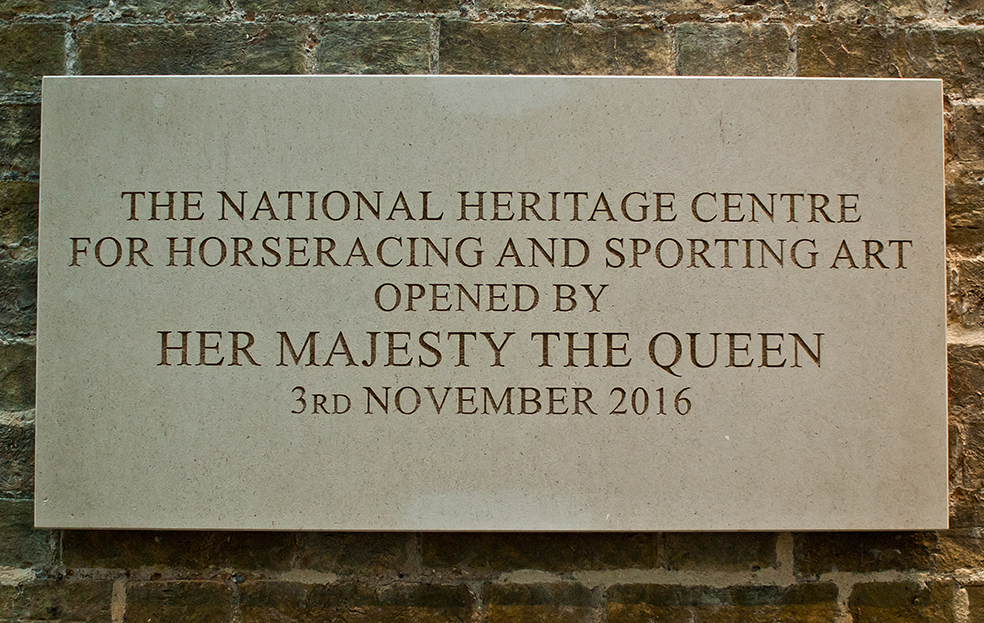 THE NATIONAL HERITAGE CENTRE
FOR HORSERACING AND SPORTING ART
OPENED BY
HER MAJESTY THE QUEEN
3RD NOVEMBER 2016